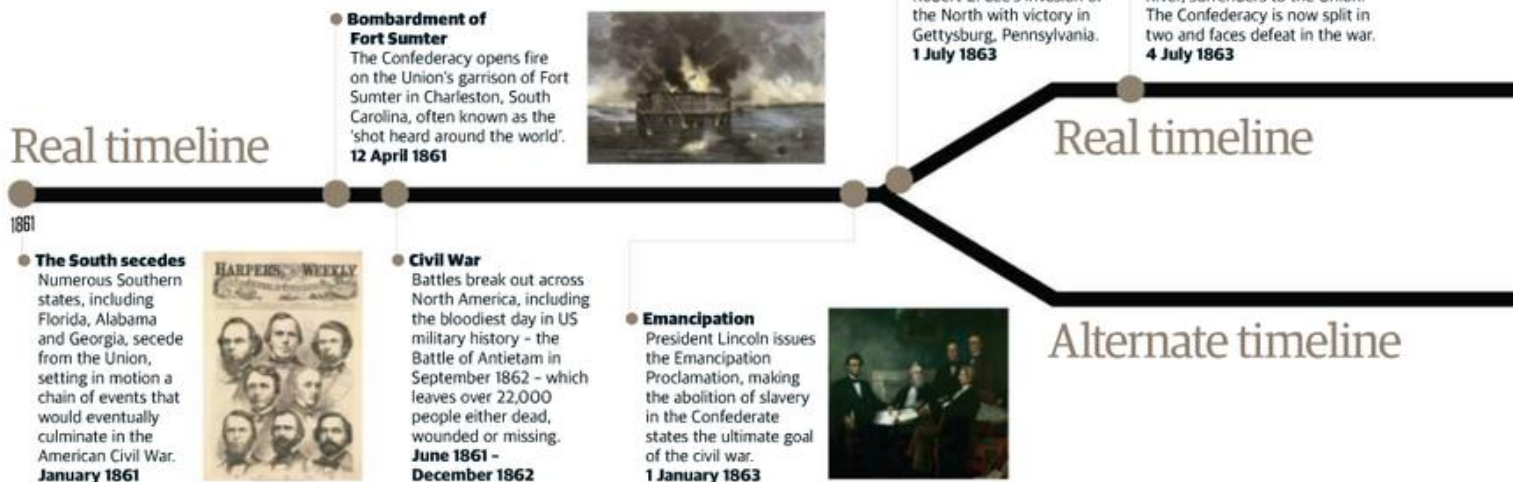 Bombardment of
Fort Sumter
The Confederacy opens fire
on the Union's garrison of Fort
Sumter in Charleston, South
Carolina, often known as the
'shot heard around the world'.
12 April 1861
the North with victory in
Gettysburg, Pennsylvania.
1 July 1863
The Confederacy is now split in
two and faces defeat in the war.
4 July 1863
Real timeline
Real timeline
1861
The South secedes
Numerous Southern
states, including
Florida, Alabama
and Georgia, secede
from the Union,
setting in motion a
chain of events that
would eventually
culminate in the
American Civil War.
January 1861
HARPER'S WEEKLY
Civil War
Battles break out across
North America, including
the bloodiest day in US
military history – the
Battle of Antietam in
September 1862 – which
leaves over 22,000
people either dead,
wounded or missing.
June 1861 –
December 1862
Emancipation
President Lincoln issues
the Emancipation
Proclamation, making
the abolition of slavery
in the Confederate
states the ultimate goal
of the civil war.
1 January 1863
Alternate timeline